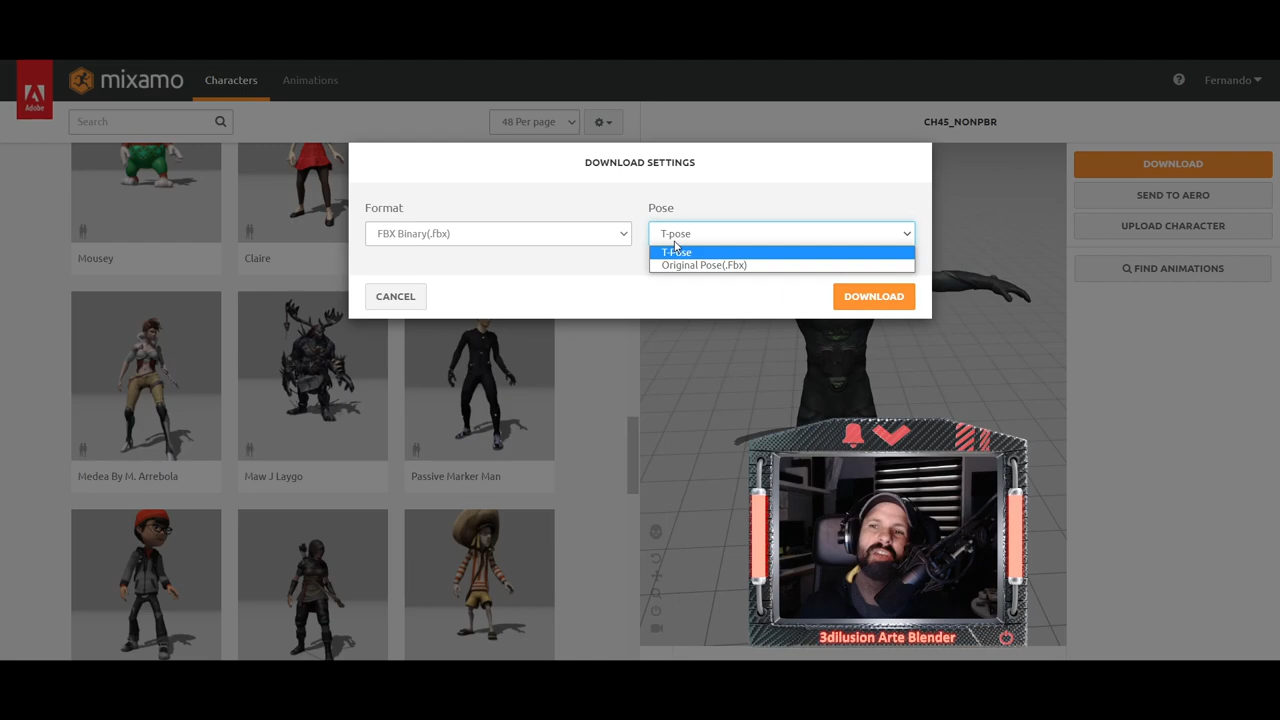 Adobe
mixamo
Characters
Animations
Fernando
Search
48 Per page
CH45_NONPBR
DOWNLOAD SETTINGS
Format
Pose
FBX Binary(.fbx)
T-pose
T-Pose
Original Pose(.Fbx)
CANCEL
DOWNLOAD
DOWNLOAD
SEND TO AERO
UPLOAD CHARACTER
FIND ANIMATIONS
Mousey
Claire
Medea By M. Arrebola
Maw J Laygo
Passive Marker Man
3dilusion Arte Blender